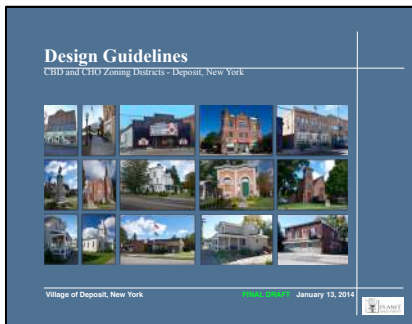 Design Guidelines
CBD and CHO Zoning Districts - Deposit, New York
Village of Deposit, New York FINAL DRAFT January 13, 2014